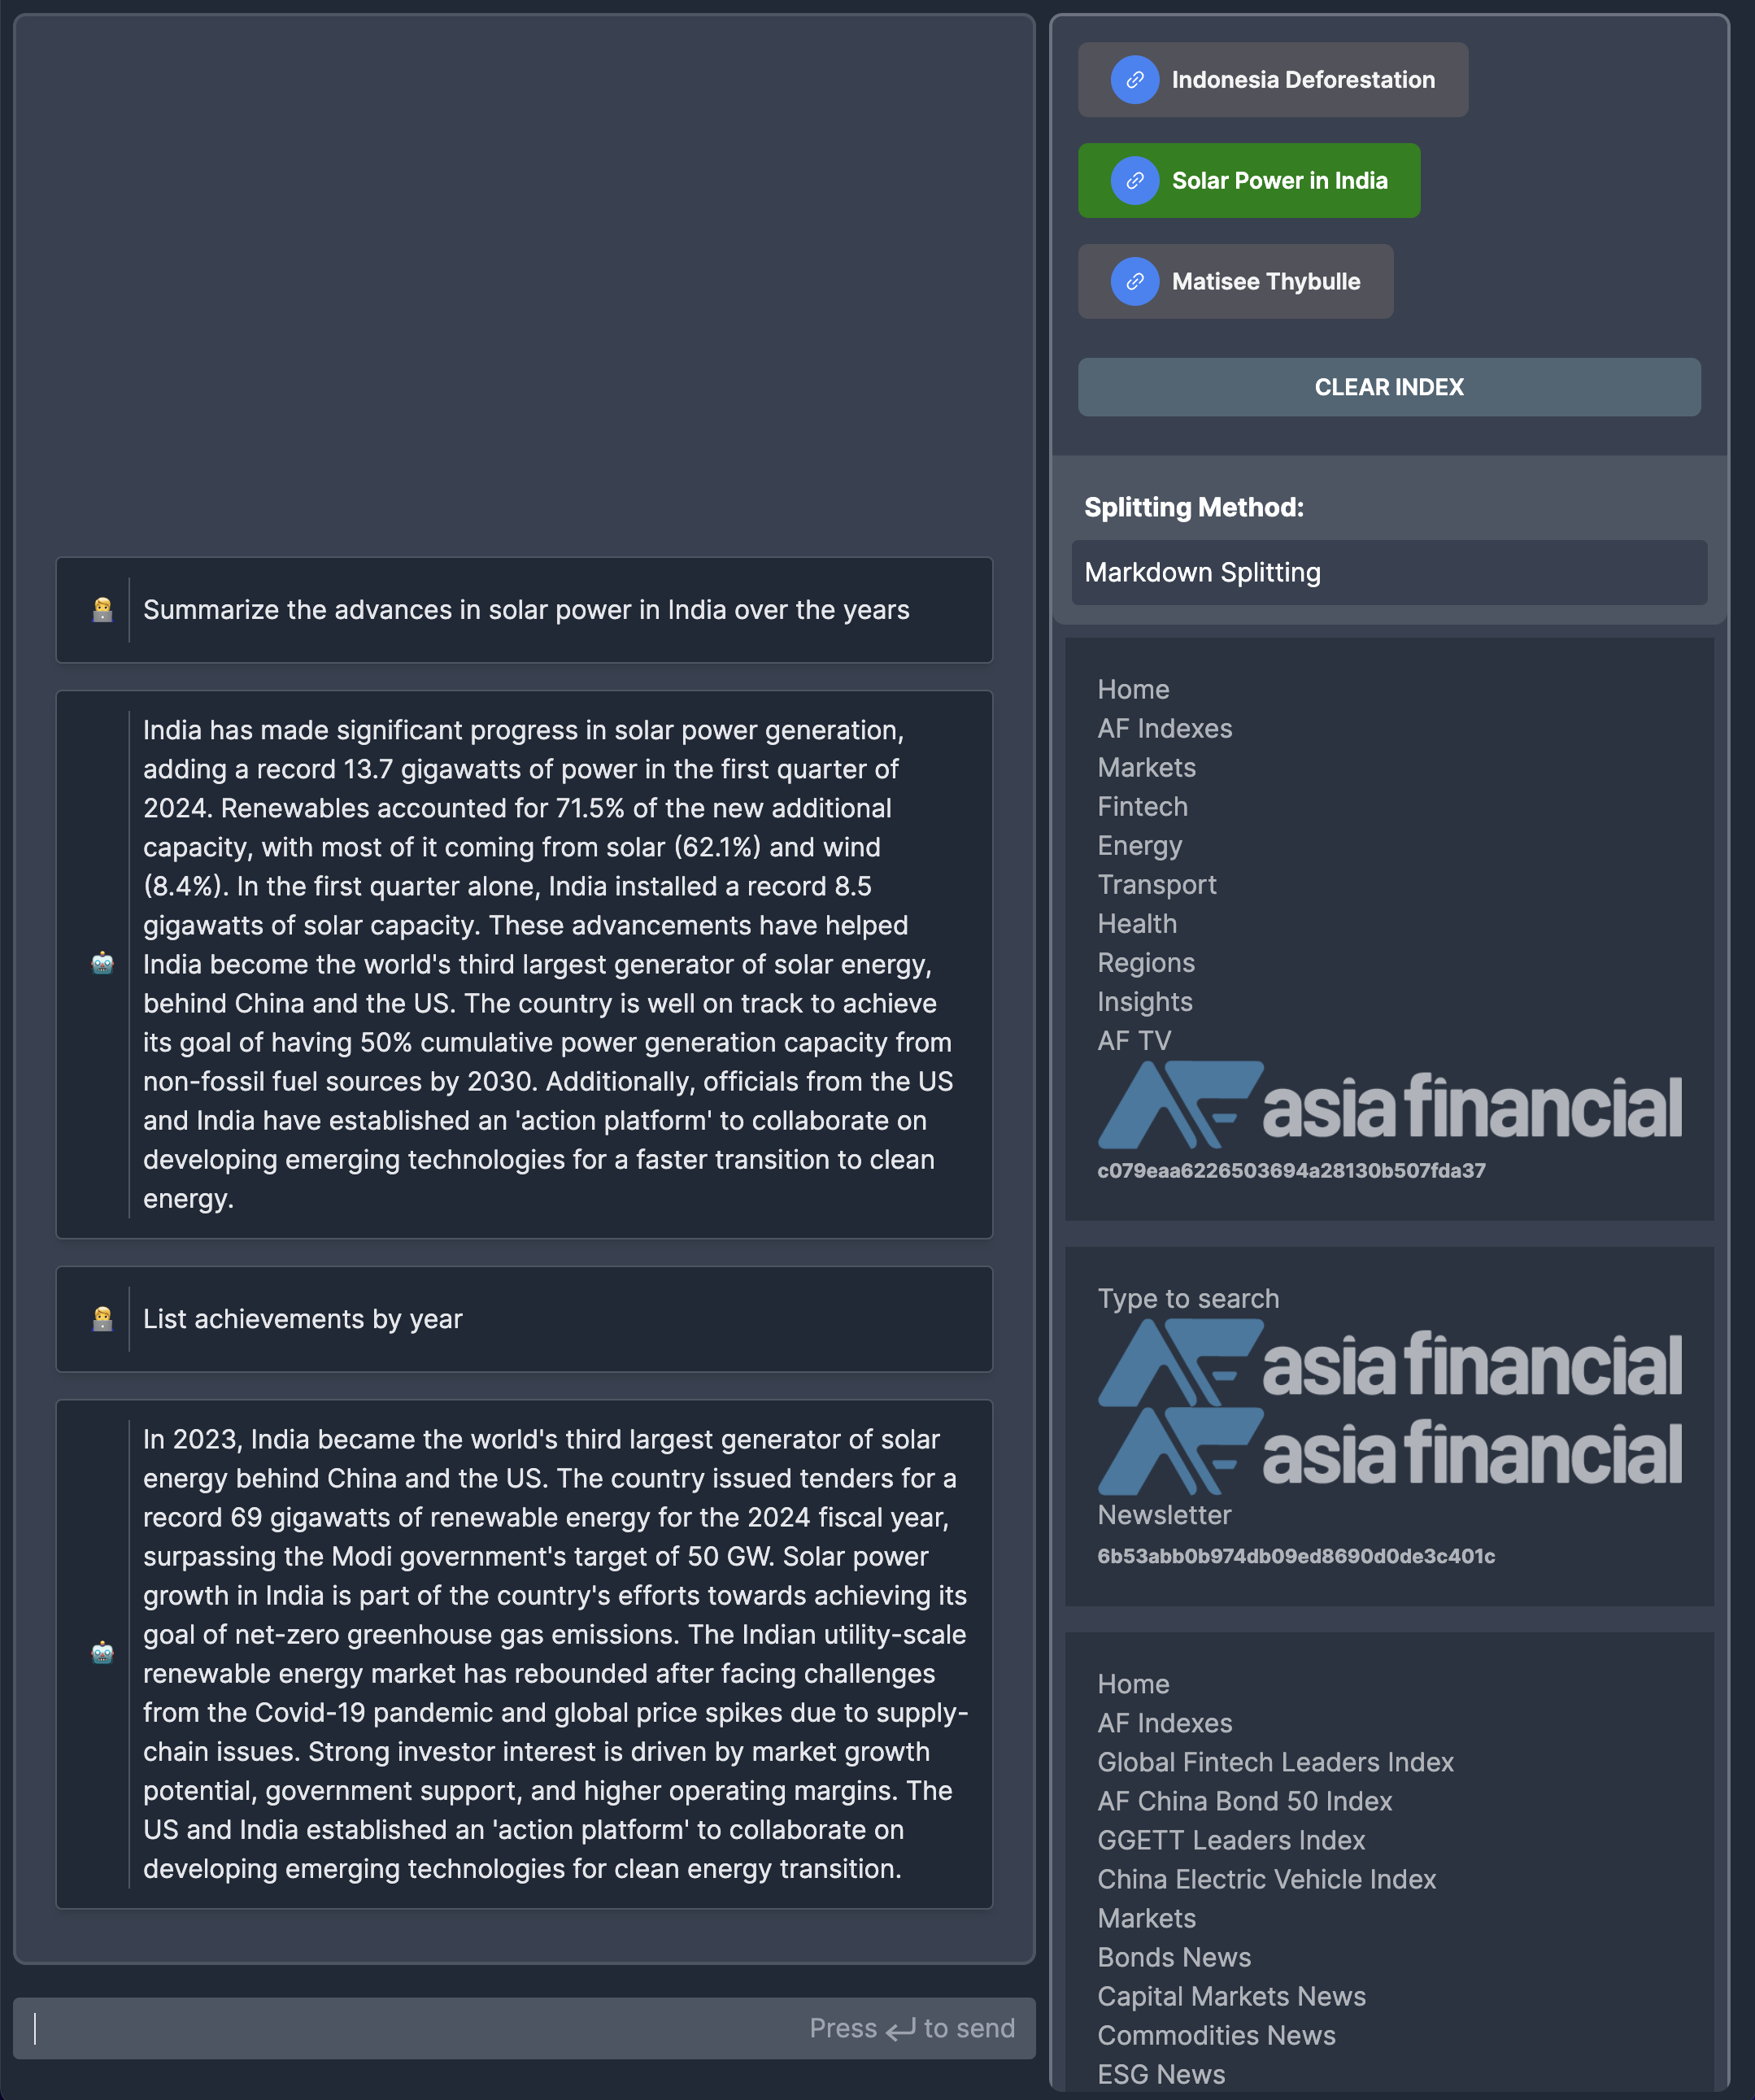 Summarize the advances in solar power in India over the years
India has made significant progress in solar power generation,
adding a record 13.7 gigawatts of power in the first quarter of
2024. Renewables accounted for 71.5% of the new additional
capacity, with most of it coming from solar (62.1%) and wind
(8.4%). In the first quarter alone, India installed a record 8.5
gigawatts of solar capacity. These advancements have helped
India become the world's third largest generator of solar energy,
behind China and the US. The country is well on track to achieve
its goal of having 50% cumulative power generation capacity from
non-fossil fuel sources by 2030. Additionally, officials from the US
and India have established an 'action platform' to collaborate on
developing emerging technologies for a faster transition to clean
energy.
List achievements by year
In 2023, India became the world's third largest generator of solar
energy behind China and the US. The country issued tenders for a
record 69 gigawatts of renewable energy for the 2024 fiscal year,
surpassing the Modi government's target of 50 GW. Solar power
growth in India is part of the country's efforts towards achieving its
goal of net-zero greenhouse gas emissions. The Indian utility-scale
renewable energy market has rebounded after facing challenges
from the Covid-19 pandemic and global price spikes due to supply-
chain issues. Strong investor interest is driven by market growth
potential, government support, and higher operating margins. The
US and India established an 'action platform' to collaborate on
developing emerging technologies for clean energy transition.
Press to send
Indonesia Deforestation
Solar Power in India
Matisee Thybulle
CLEAR INDEX
Splitting Method:
Markdown Splitting
Home
AF Indexes
Markets
Fintech
Energy
Transport
Health
Regions
Insights
AF TV
AF asia financial
c079eaa6226503694a28130b507fda37
Type to search
AF asia financial
AF asia financial
Newsletter
6b53abb0b974db09ed8690d0de3c401c
Home
AF Indexes
Global Fintech Leaders Index
AF China Bond 50 Index
GGETT Leaders Index
China Electric Vehicle Index
Markets
Bonds News
Capital Markets News
Commodities News
ESG News